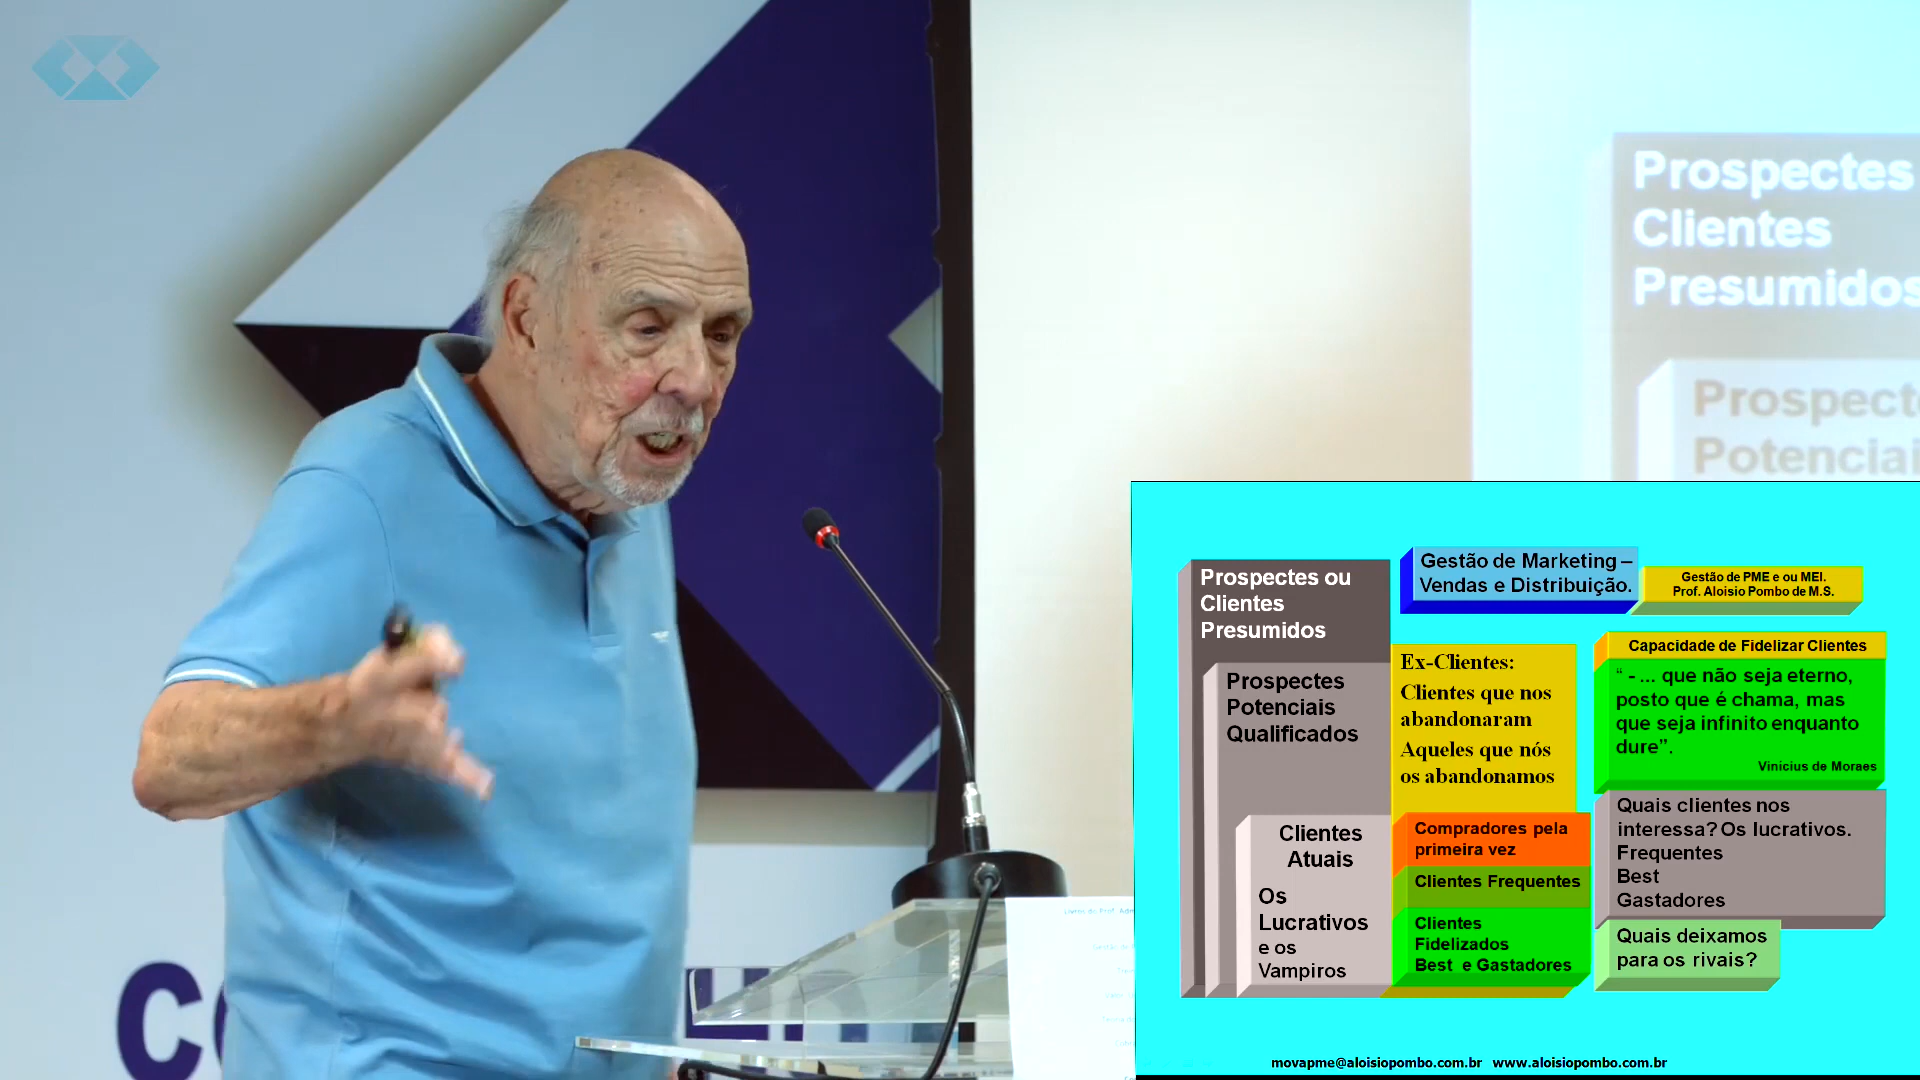 Prospectes
Clientes
Presumidos
Prospect
Potenciai
Prospectes ou
Clientes
Presumidos
Prospectes
Potenciais
Qualificados
Clientes
Atuais
Os
Lucrativos
e os
Vampiros
Gestão de Marketing –
Vendas e Distribuição.
Gestão de PME e ou MEI.
Prof. Aloisio Pombo de M.S.
Ex-Clientes:
Clientes que nos
abandonaram
Aqueles que nós
os abandonamos
Compradores pela
primeira vez
Clientes Frequentes
Clientes
Fidelizados
Best e Gastadores
Capacidade de Fidelizar Clientes
“ - ... que não seja eterno,
posto que é chama, mas
que seja infinito enquanto
dure”.
Vinicius de Moraes
Quais clientes nos
interessa? Os lucrativos.
Frequentes
Best
Gastadores
Quais deixamos
para os rivais?
movapme@aloisiopombo.com.br www.aloisiopombo.com.br